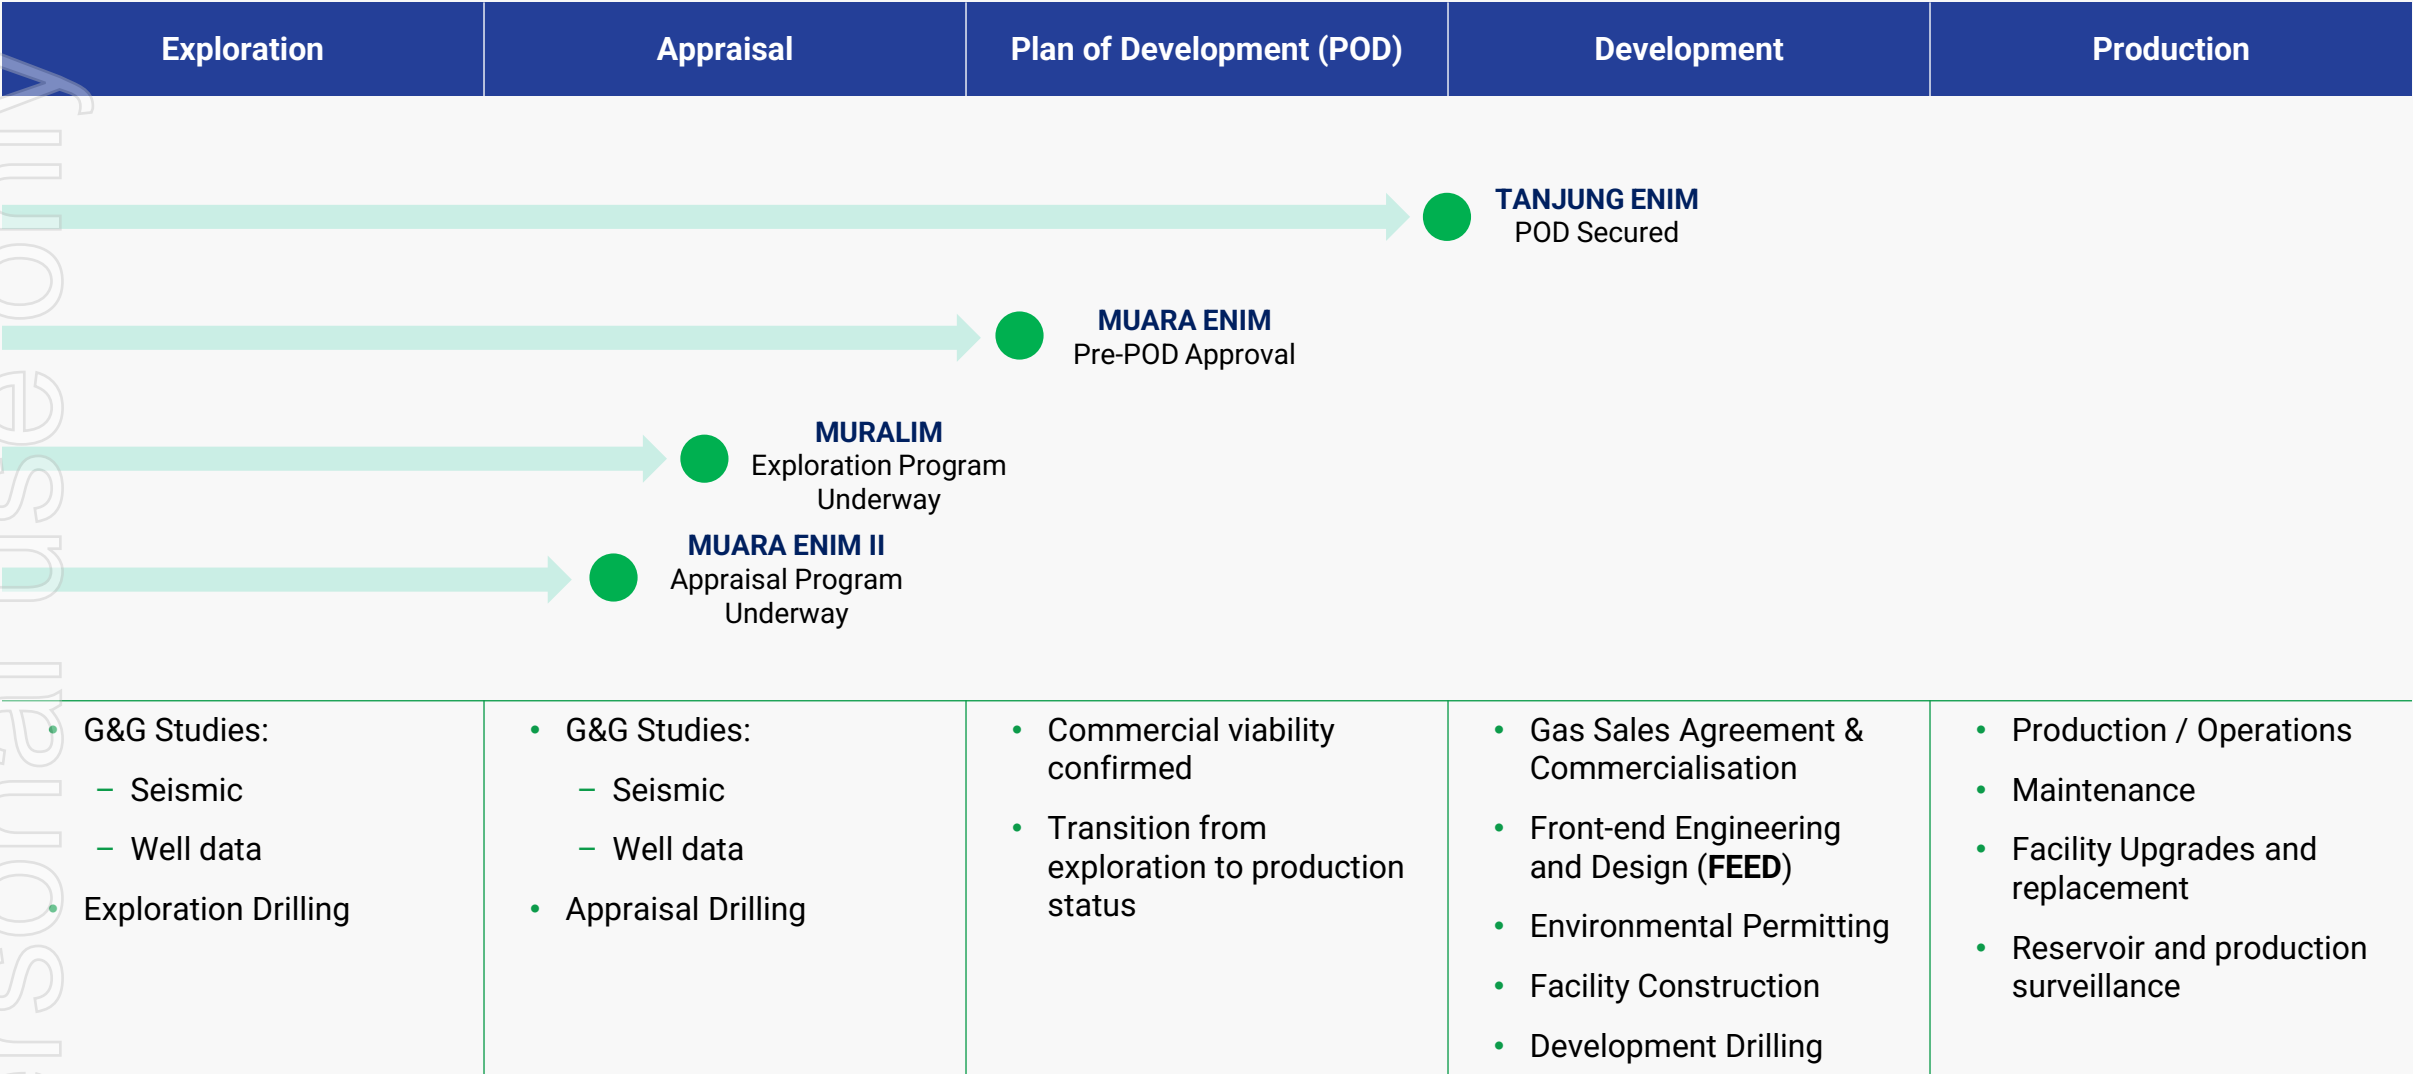 Exploration
Appraisal
Plan of Development (POD)
Development
Production
TANJUNG ENIM
POD Secured
MUARA ENIM
Pre-POD Approval
MURALIM
Exploration Program
Underway
MUARA ENIM II
Appraisal Program
Underway
• G&G Studies:
– Seismic
– Well data
• Exploration Drilling
• G&G Studies:
– Seismic
– Well data
• Appraisal Drilling
• Commercial viability
confirmed
• Transition from
exploration to production
status
• Gas Sales Agreement &
Commercialisation
• Front-end Engineering
and Design (FEED)
• Environmental Permitting
• Facility Construction
• Development Drilling
• Production / Operations
• Maintenance
• Facility Upgrades and
replacement
• Reservoir and production
surveillance
rsonal use only